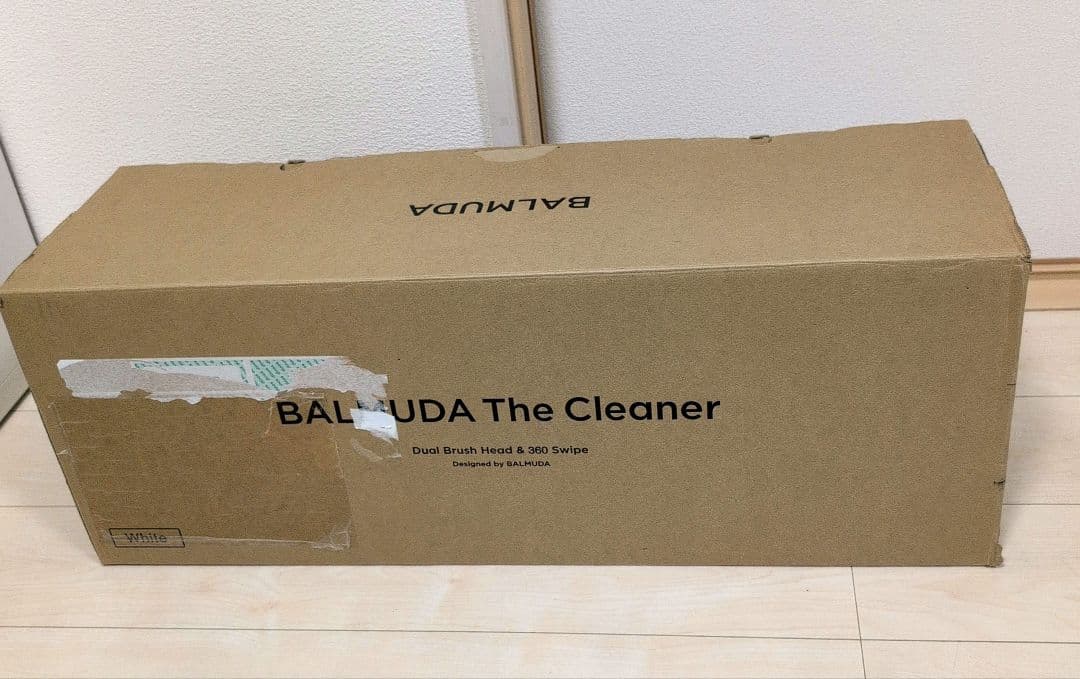 BALMUDA
BALMUDA The Cleaner
Dual Brush Head & 360 Swipe
Designed by BALMUDA
White